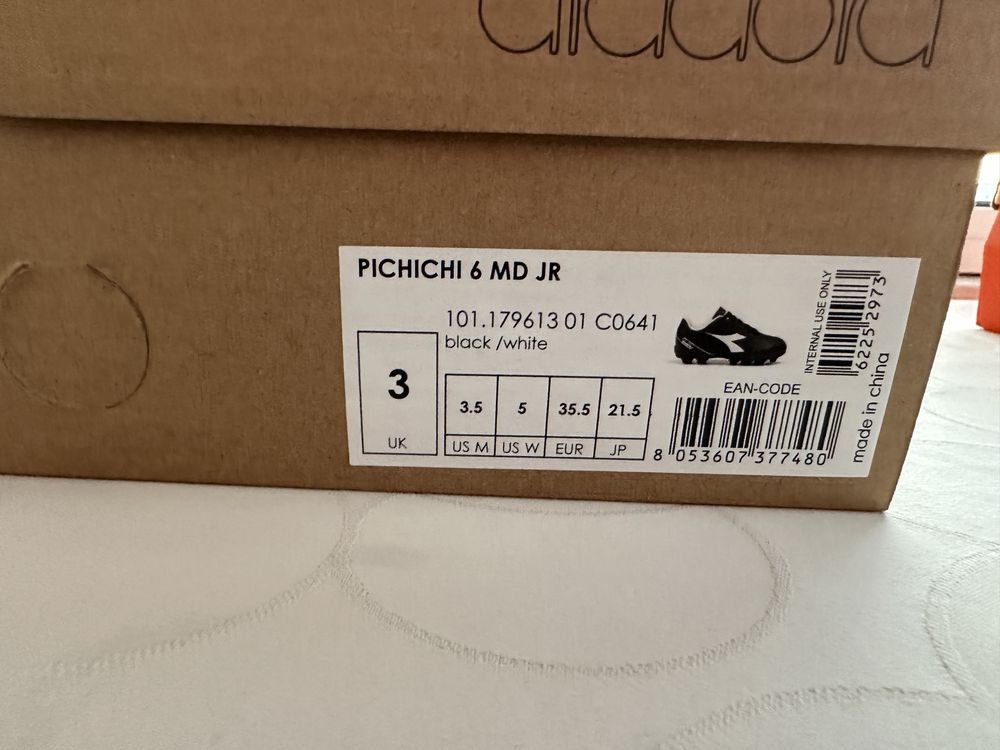 diadora
PICHICHI 6 MD JR
101.179613 01 C0641
black /white
3
UK
3.5 5 35.5 21.5
US M US W EUR JP
EAN-CODE
8 053607 377480
INTERNAL USE ONLY
6225 2973
made in china